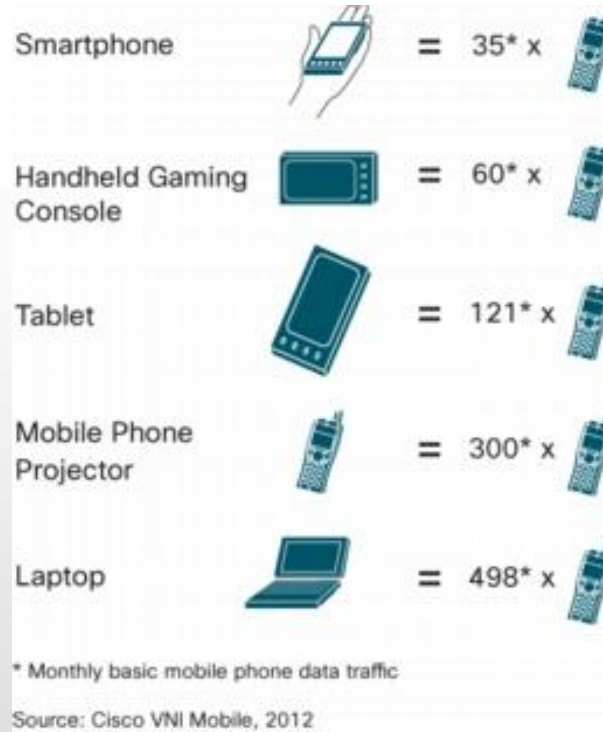 Smartphone = 35* x
Handheld Gaming
Console = 60* x
Tablet = 121* x
Mobile Phone
Projector = 300* x
Laptop = 498* x
* Monthly basic mobile phone data traffic
Source: Cisco VNI Mobile, 2012